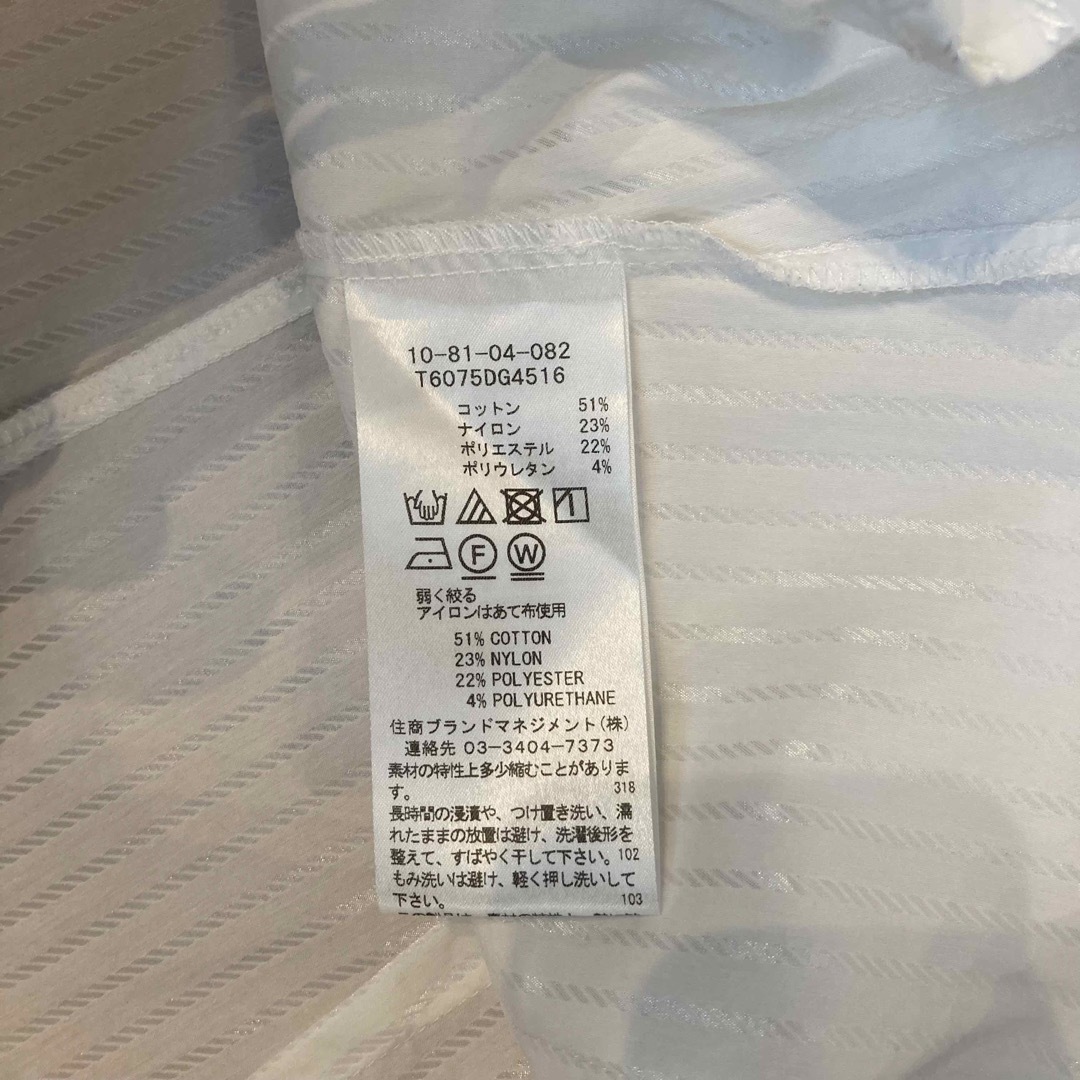 10-81-04-082
T6075DG4516
コットン 51%
ナイロン 23%
ポリエステル 22%
ポリウレタン 4%
F W
弱く絞る
アイロンはあて布使用
51% COTTON
23% NYLON
22% POLYESTER
4% POLYURETHANE
住商ブランドマネジメント(株)
連絡先 03-3404-7373
素材の特性上多少縮むことがありま
す。 318
長時間の浸漬や、つけ置き洗い、濡
れたままの放置は避け、洗濯後形を
整えて、すばやく干して下さい。102
もみ洗いは避け、軽く押し洗いして
下さい。 103